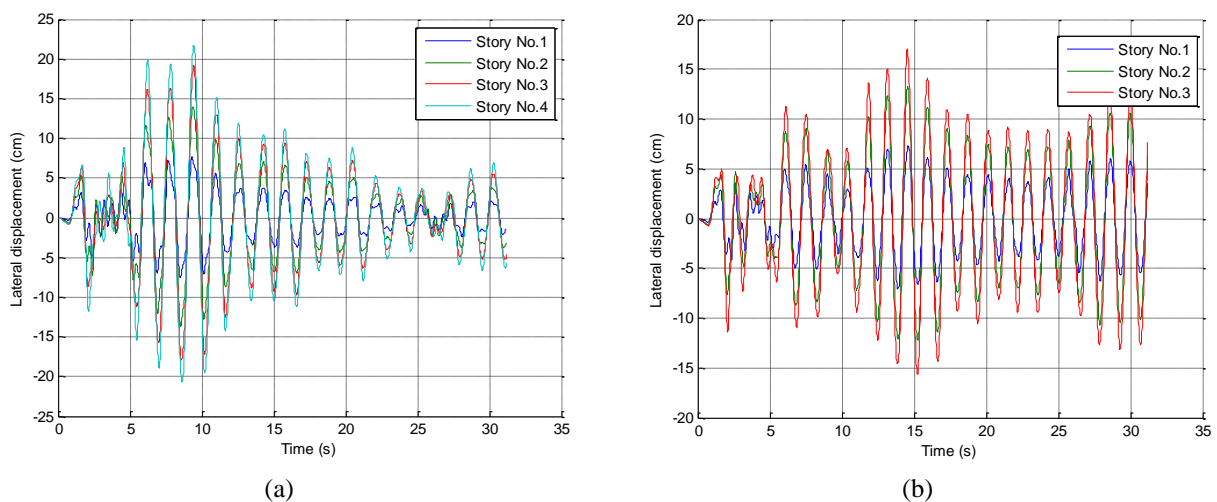 25
20
15
10
5
0
-5
-10
-15
-20
-25
Lateral displacement (cm)
Story No.1
Story No.2
Story No.3
Story No.4
0 5 10 15 20 25 30 35
Time (s)
(a)
20
15
10
5
0
-5
-10
-15
-20
Lateral displacement (cm)
Story No.1
Story No.2
Story No.3
0 5 10 15 20 25 30 35
Time (s)
(b)